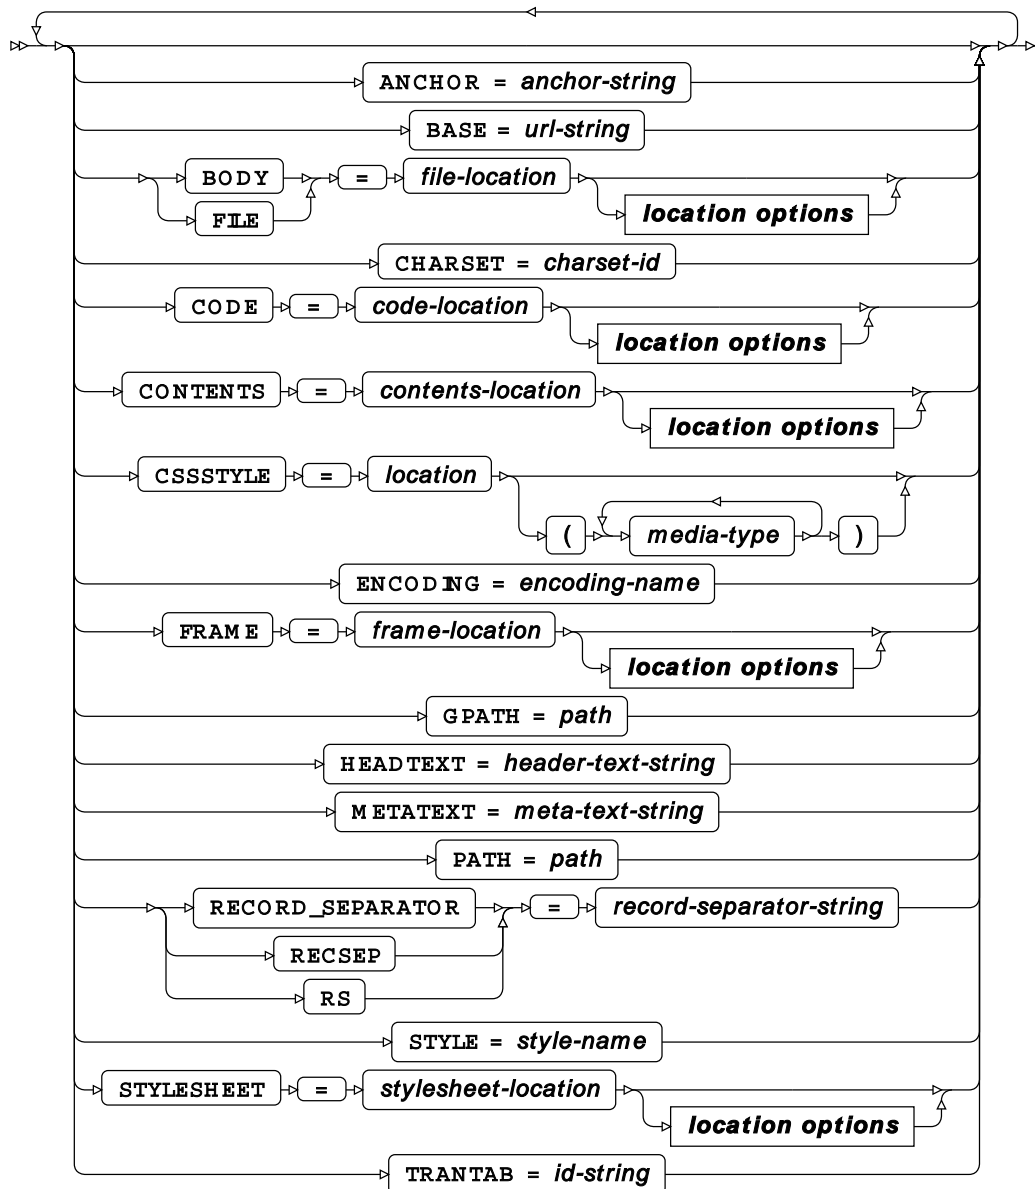 ANCHOR = anchor-string
BASE = url-string
BODY = file-location
FILE location options
CHARSET = charset-id
CODE = code-location
location options
CONTENTS = contents-location
location options
CSSSTYLE = location
( media-type )
ENCODING = encoding-name
FRAME = frame-location
location options
GPATH = path
HEADTEXT = header-text-string
METATEXT = meta-text-string
PATH = path
RECORD_SEPARATOR = record-separator-string
RECSEP
RS
STYLE = style-name
STYLESHEET = stylesheet-location
location options
TRANTAB = id-string